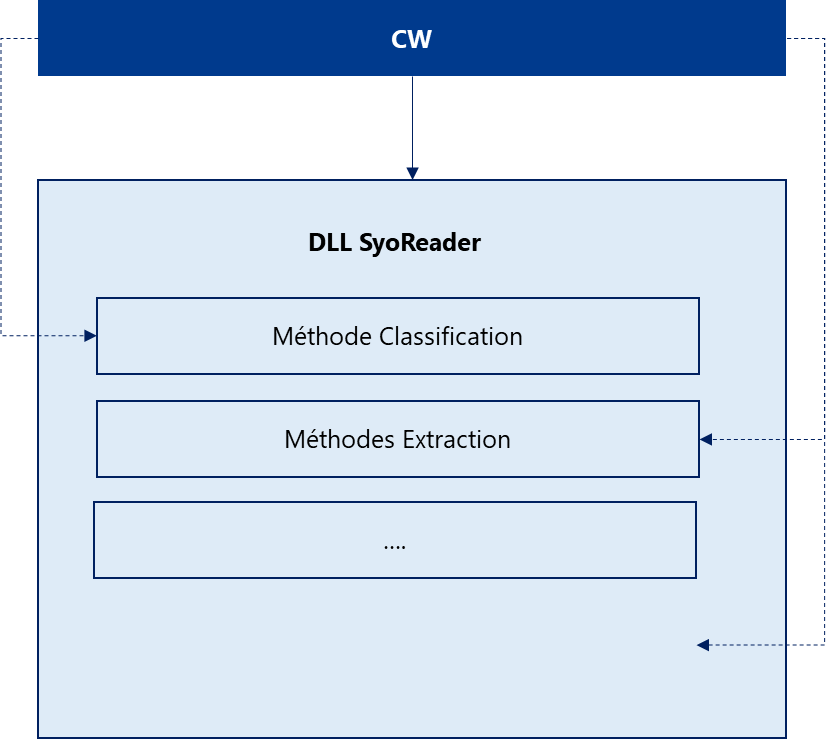 CW
DLL SyoReader
Méthode Classification
Méthodes Extraction
....